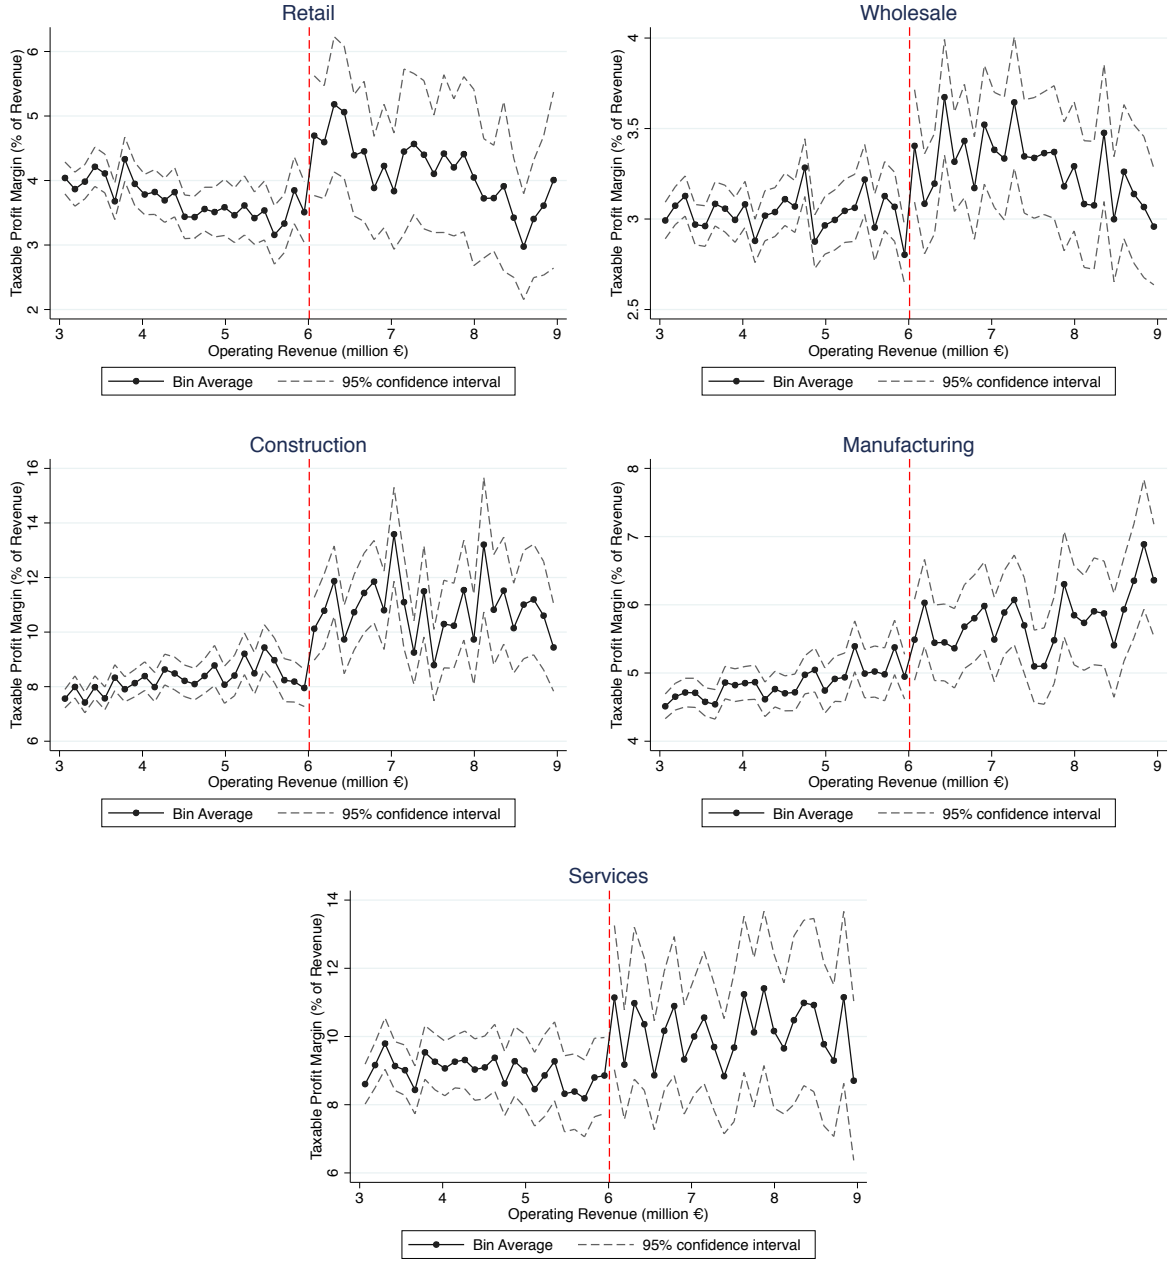 Retail
Taxable Profit Margin (% of Revenue)
6
5
4
3
2
3 4 5 6 7 8 9
Operating Revenue (million €)
Bin Average 95% confidence interval
Wholesale
Taxable Profit Margin (% of Revenue)
4
3.5
3
2.5
3 4 5 6 7 8 9
Operating Revenue (million €)
Bin Average 95% confidence interval
Construction
Taxable Profit Margin (% of Revenue)
16
14
12
10
8
6
3 4 5 6 7 8 9
Operating Revenue (million €)
Bin Average 95% confidence interval
Manufacturing
Taxable Profit Margin (% of Revenue)
8
7
6
5
4
3 4 5 6 7 8 9
Operating Revenue (million €)
Bin Average 95% confidence interval
Services
Taxable Profit Margin (% of Revenue)
14
12
10
8
6
3 4 5 6 7 8 9
Operating Revenue (million €)
Bin Average 95% confidence interval